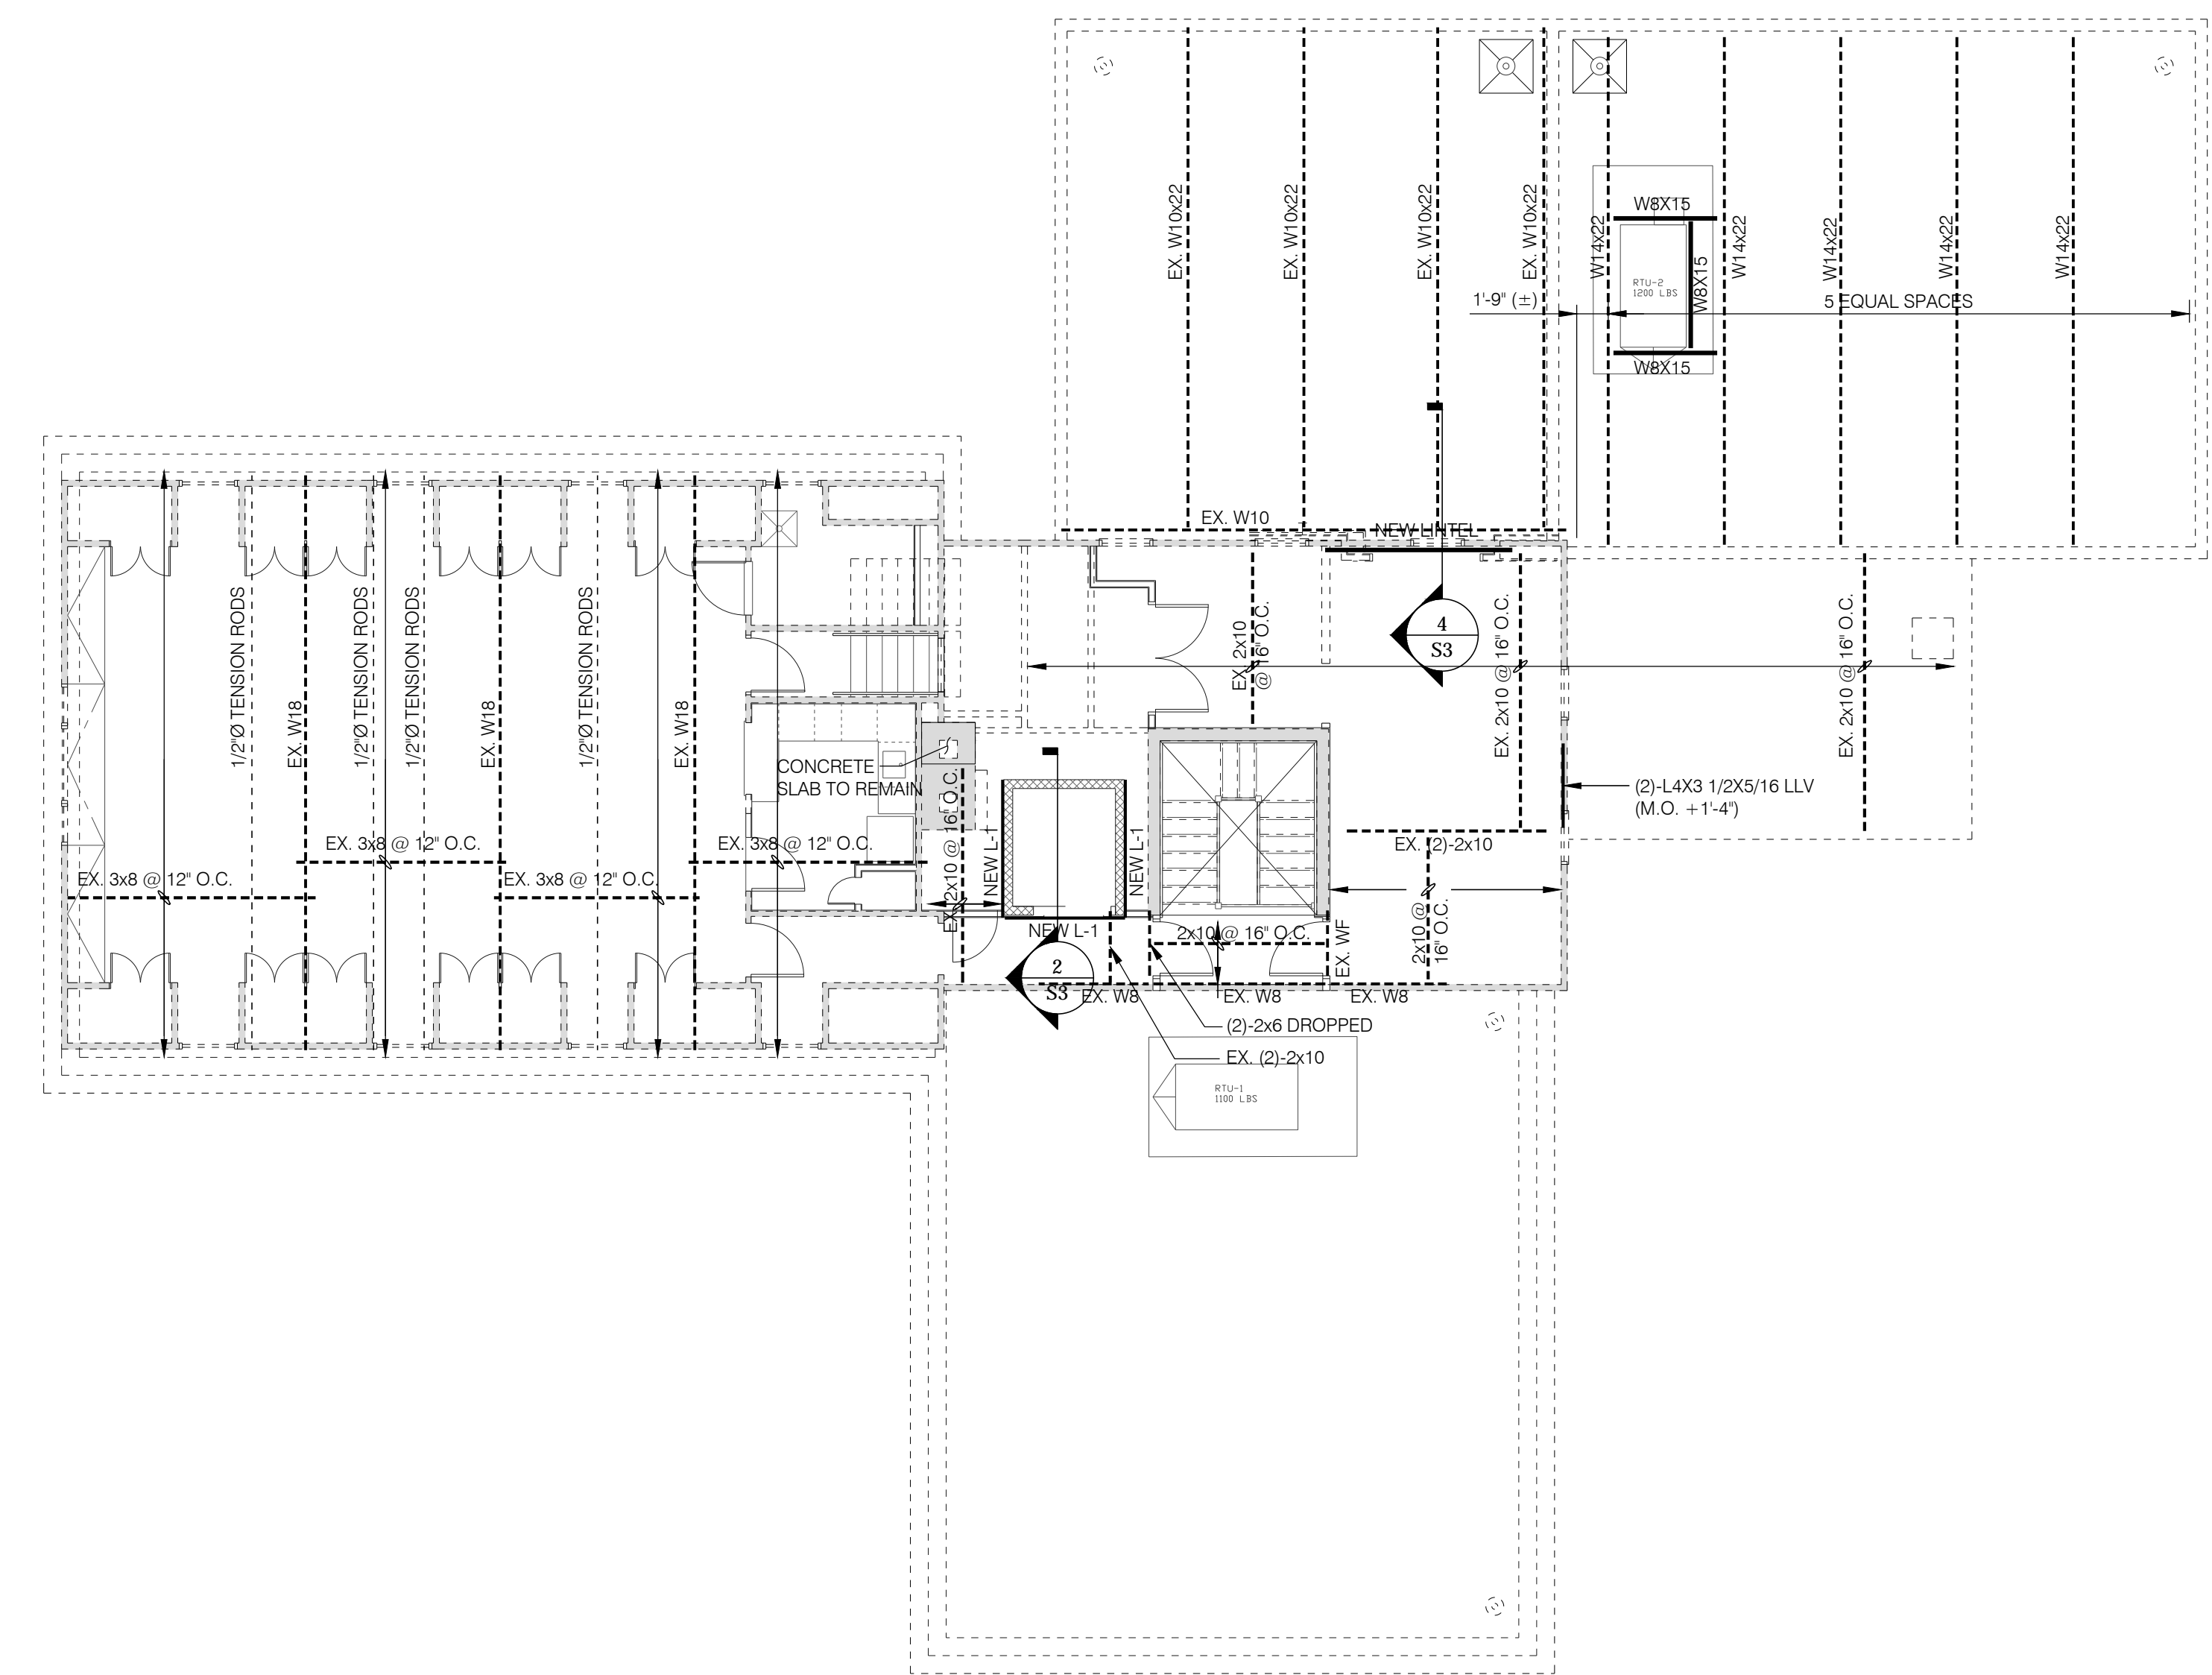 EX. W10x22
EX. W10x22
EX. W10x22
EX. W10x22
W14x22
W14x22
W14x22
W14x22
W14x22
W8X15
W8X15
W8X15
RTU-2
1200 LBS
1'-9" (±)
5 EQUAL SPACES
EX. W10
NEW LINTEL
4
S3
EX. 2x10
@ 16" O.C.
EX. 2x10 @ 16" O.C.
EX. 2x10 @ 16" O.C.
1/2"Ø TENSION RODS
EX. W18
1/2"Ø TENSION RODS
1/2"Ø TENSION RODS
EX. W18
1/2"Ø TENSION RODS
EX. W18
CONCRETE
SLAB TO REMAIN
(2)-L4X3 1/2X5/16 LLV
(M.O. +1'-4")
EX. 3x8 @ 12" O.C.
EX. 3x8 @ 12" O.C.
EX. 3x8 @ 12" O.C.
EX. 3x8 @ 12" O.C.
EX. 2x10 @ 16" O.C.
NEW L-1
NEW L-1
NEW L-1
EX. (2)-2x10
2x10 @ 16" O.C.
EX. WF
2x10 @
16" O.C.
2
S3
EX. W8
EX. W8
EX. W8
(2)-2x6 DROPPED
EX. (2)-2x10
RTU-1
1100 LBS